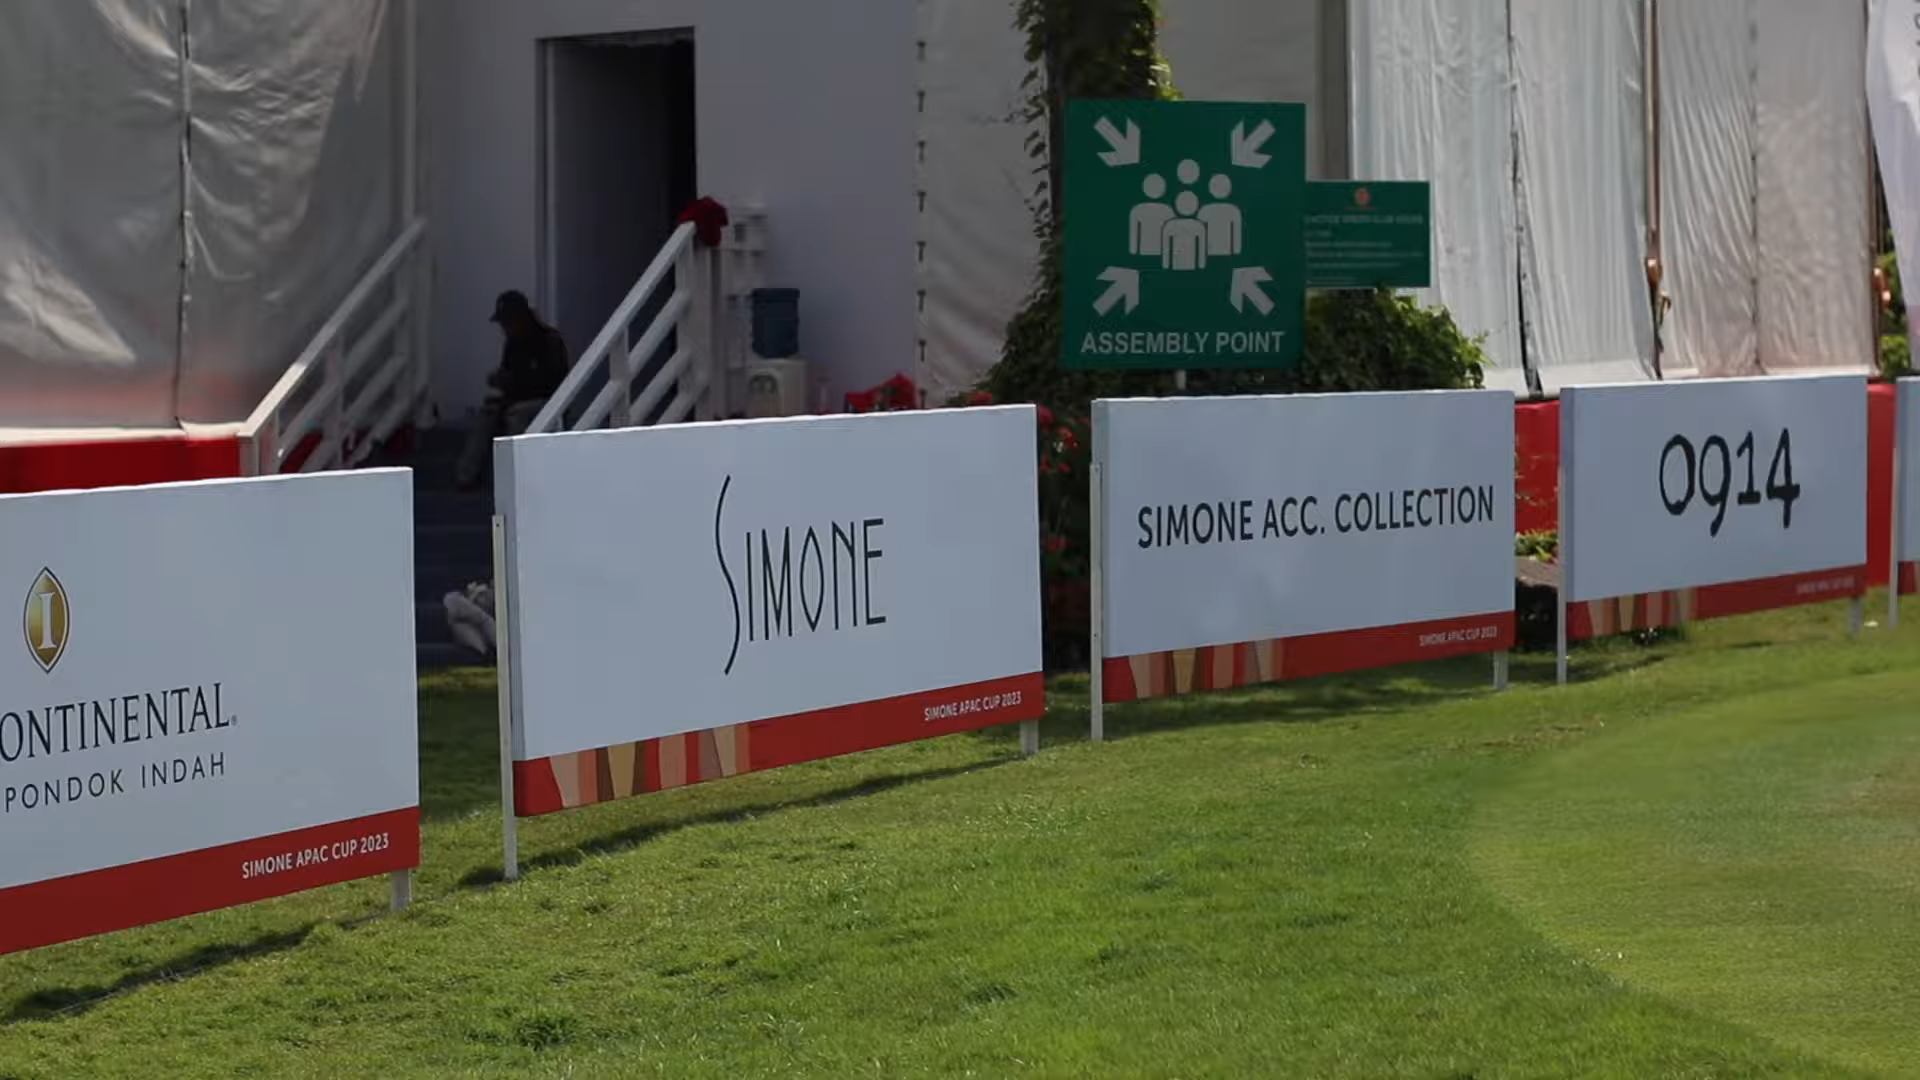 ASSEMBLY POINT
I
ONTINENTAL
PONDOK INDAH
SIMONE APAC CUP 2023
SIMONE
SIMONE APAC CUP 2023
SIMONE ACC. COLLECTION
SIMONE APAC CUP 2023
0914
SIMONE APAC CUP 2023